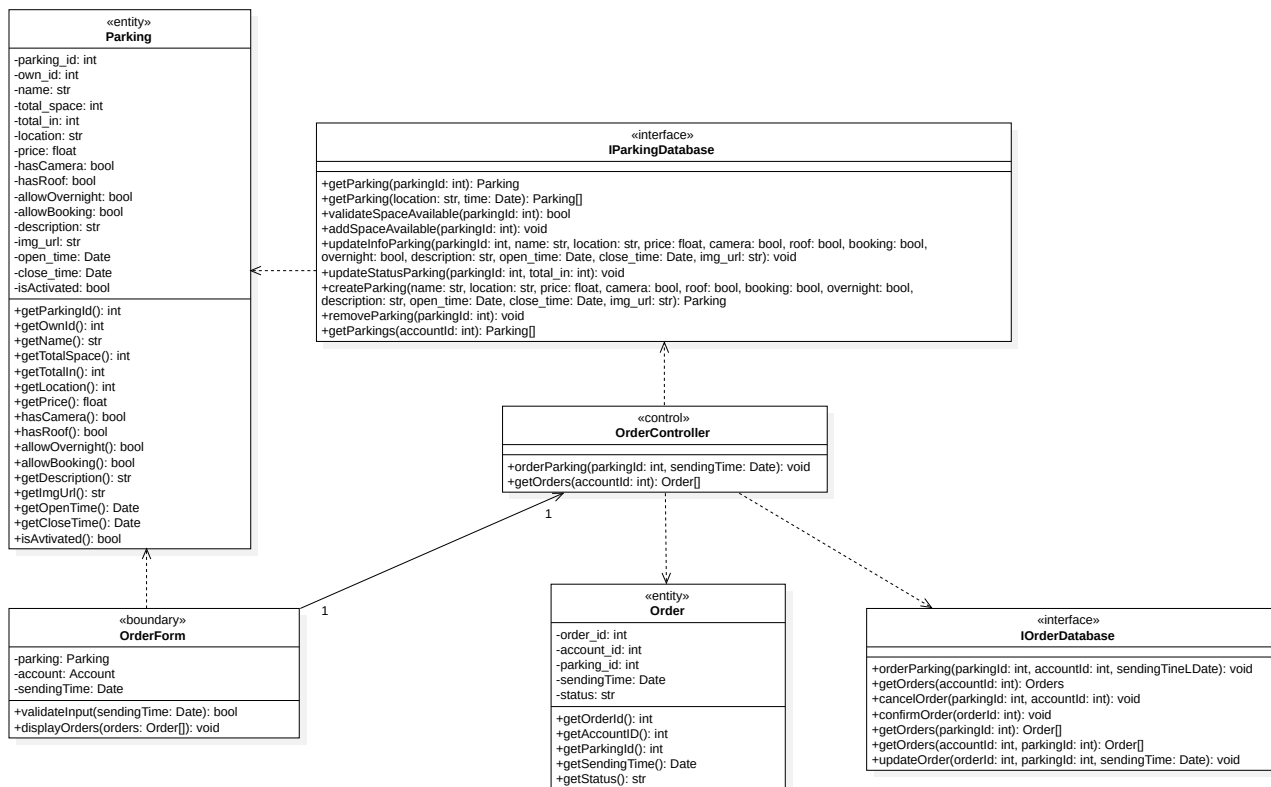 «entity»
Parking
-parking_id: int
-own_id: int
-name: str
-total_space: int
-total_in: int
-location: str
-price: float
-hasCamera: bool
-hasRoof: bool
-allowOvernight: bool
-allowBooking: bool
-description: str
-img_url: str
-open_time: Date
-close_time: Date
-isActivated: bool
+getParkingId(): int
+getOwnId(): int
+getName(): str
+getTotalSpace(): int
+getTotalIn(): int
+getLocation(): int
+getPrice(): float
+hasCamera(): bool
+hasRoof(): bool
+allowOvernight(): bool
+allowBooking(): bool
+getDescription(): str
+getImgUrl(): str
+getOpenTime(): Date
+getCloseTime(): Date
+isAvtivated(): bool
«interface»
IParkingDatabase
+getParking(parkingId: int): Parking
+getParking(location: str, time: Date): Parking[]
+validateSpaceAvailable(parkingId: int): bool
+addSpaceAvailable(parkingId: int): void
+updateInfoParking(parkingId: int, name: str, location: str, price: float, camera: bool, roof: bool, booking: bool,
overnight: bool, description: str, open_time: Date, close_time: Date, img_url: str): void
+updateStatusParking(parkingId: int, total_in: int): void
+createParking(name: str, location: str, price: float, camera: bool, roof: bool, booking: bool, overnight: bool,
description: str, open_time: Date, close_time: Date, img_url: str): Parking
+removeParking(parkingId: int): void
+getParkings(accountId: int): Parking[]
«control»
OrderController
+orderParking(parkingId: int, sendingTime: Date): void
+getOrders(accountId: int): Order[]
1
1
«boundary»
OrderForm
-parking: Parking
-account: Account
-sendingTime: Date
+validateInput(sendingTime: Date): bool
+displayOrders(orders: Order[]): void
«entity»
Order
-order_id: int
-account_id: int
-parking_id: int
-sendingTime: Date
-status: str
+getOrderId(): int
+getAccountID(): int
+getParkingId(): int
+getSendingTime(): Date
+getStatus(): str
«interface»
IOrderDatabase
+orderParking(parkingId: int, accountId: int, sendingTineLDate): void
+getOrders(accountId: int): Orders
+cancelOrder(parkingId: int, accountId: int): void
+confirmOrder(orderId: int): void
+getOrders(parkingId: int): Order[]
+getOrders(accountId: int, parkingId: int): Order[]
+updateOrder(orderId: int, parkingId: int, sendingTime: Date): void